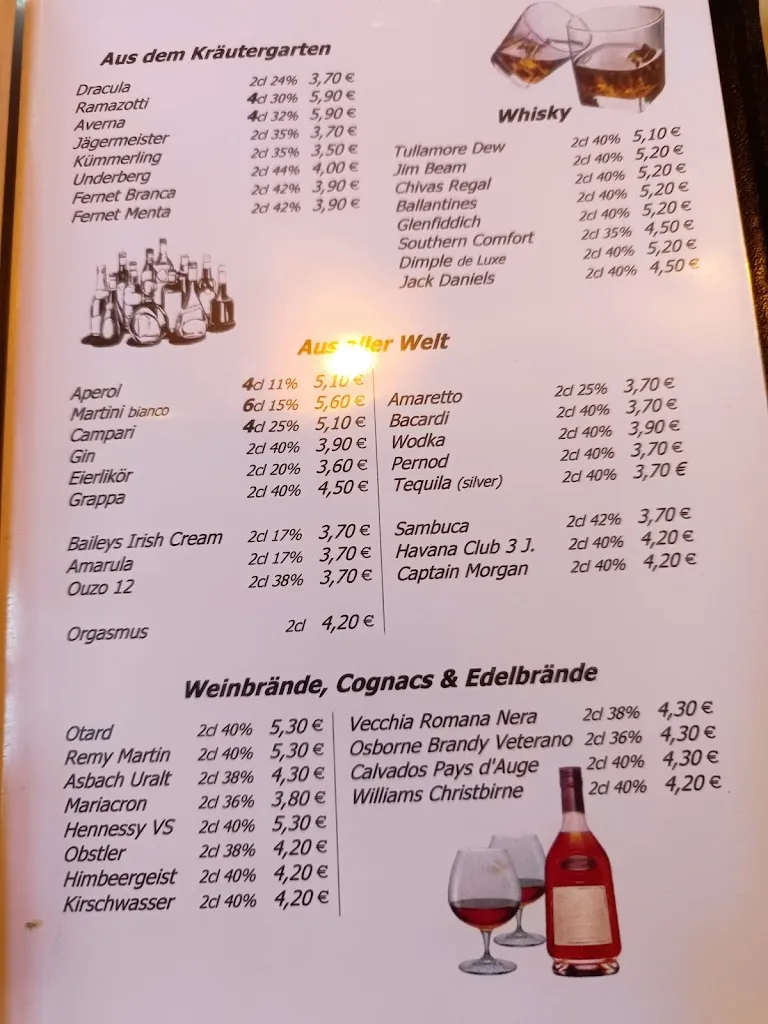 Aus dem Kräutergarten
Dracula 2cl 24% 3,70 €
Ramazotti 4cl 30% 5,90 €
Averna 4cl 32% 5,90 €
Jägermeister 2cl 35% 3,70 €
Kümmerling 2cl 35% 3,50 €
Underberg 2cl 44% 4,00 €
Fernet Branca 2cl 42% 3,90 €
Fernet Menta 2cl 42% 3,90 €
Whisky
Tullamore Dew 2cl 40% 5,10 €
Jim Beam 2cl 40% 5,20 €
Chivas Regal 2cl 40% 5,20 €
Ballantines 2cl 40% 5,20 €
Glenfiddich 2cl 40% 5,20 €
Southern Comfort 2cl 35% 4,50 €
Dimple de Luxe 2cl 40% 5,20 €
Jack Daniels 2cl 40% 4,50 €
Aus aller Welt
Aperol 4cl 11% 5,10 €
Martini bianco 6cl 15% 5,60 €
Campari 4cl 25% 5,10 €
Gin 2cl 40% 3,90 €
Eierlikör 2cl 20% 3,60 €
Grappa 2cl 40% 4,50 €
Baileys Irish Cream 2cl 17% 3,70 €
Amarula 2cl 17% 3,70 €
Ouzo 12 2cl 38% 3,70 €
Orgasmus 2cl 4,20 €
Amaretto 2cl 25% 3,70 €
Bacardi 2cl 40% 3,70 €
Wodka 2cl 40% 3,90 €
Pernod 2cl 40% 3,70 €
Tequila (silver) 2cl 40% 3,70 €
Sambuca 2cl 42% 3,70 €
Havana Club 3 J. 2cl 40% 4,20 €
Captain Morgan 2cl 40% 4,20 €
Weinbrände, Cognacs & Edelbrände
Otard 2cl 40% 5,30 €
Remy Martin 2cl 40% 5,30 €
Asbach Uralt 2cl 38% 4,30 €
Mariacron 2cl 36% 3,80 €
Hennessy VS 2cl 40% 5,30 €
Obstler 2cl 38% 4,20 €
Himbeergeist 2cl 40% 4,20 €
Kirschwasser 2cl 40% 4,20 €
Vecchia Romana Nera 2cl 38% 4,30 €
Osborne Brandy Veterano 2cl 36% 4,30 €
Calvados Pays d'Auge 2cl 40% 4,30 €
Williams Christbirne 2cl 40% 4,20 €